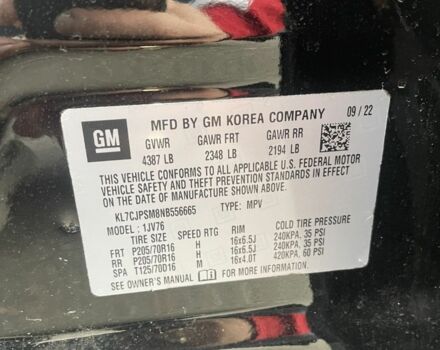 GM
MFD BY GM KOREA COMPANY 09 / 22
GVWR GAWR FRT GAWR RR
4387 LB 2348 LB 2194 LB
THIS VEHICLE CONFORMS TO ALL APPLICABLE U.S. FEDERAL MOTOR
VEHICLE SAFETY AND THEFT PREVENTION STANDARDS IN EFFECT ON
THE DATE OF MANUFACTURE SHOWN ABOVE.
KL7CJPSM8NB556665 TYPE: MPV
MODEL: 1JV76
TIRE SIZE SPEED RTG RIM COLD TIRE PRESSURE
FRT P205/70R16 H 16x6.5J 240KPA, 35 PSI
RR P205/70R16 H 16x6.5J 240KPA, 35 PSI
SPA T125/70D16 M 16x4.0T 420KPA, 60 PSI
SEE OWNER'S MANUAL FOR MORE INFORMATION.